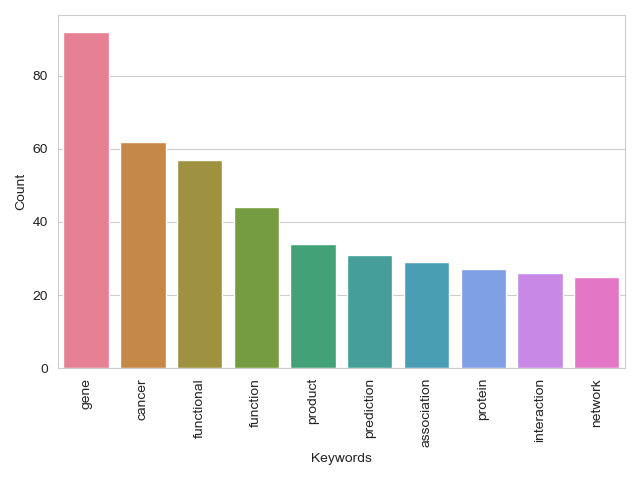 80
60
40
20
0
Count
gene
cancer
functional
function
product
prediction
association
protein
interaction
network
Keywords